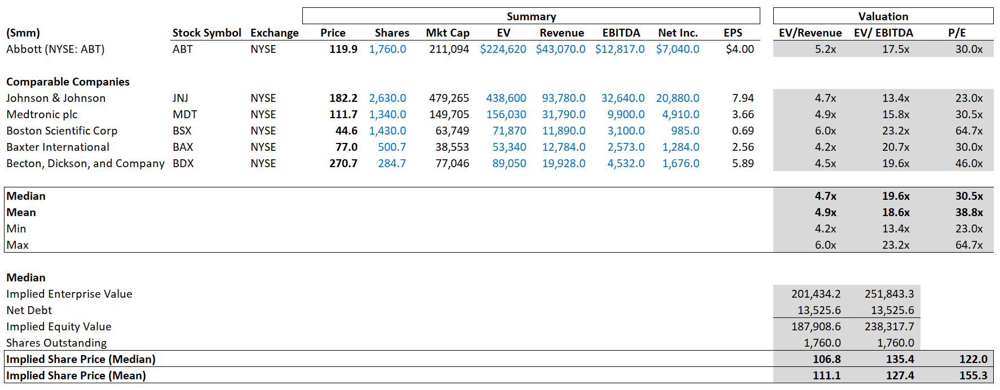 Summary Valuation
(Smm) Stock Symbol Exchange Price Shares Mkt Cap EV Revenue EBITDA Net Inc. EPS EV/Revenue EV/ EBITDA P/E
Abbott (NYSE: ABT) ABT NYSE 119.9 1,760.0 211,094 $224,620 $43,070.0 $12,817.0 $7,040.0 $4.00 5.2x 17.5x 30.0x
Comparable Companies
Johnson & Johnson JNJ NYSE 182.2 2,630.0 479,265 438,600 93,780.0 32,640.0 20,880.0 7.94 4.7x 13.4x 23.0x
Medtronic plc MDT NYSE 111.7 1,340.0 149,705 156,030 31,790.0 9,900.0 4,910.0 3.66 4.9x 15.8x 30.5x
Boston Scientific Corp BSX NYSE 44.6 1,430.0 63,749 71,870 11,890.0 3,100.0 985.0 0.69 6.0x 23.2x 64.7x
Baxter International BAX NYSE 77.0 500.7 38,553 53,340 12,784.0 2,573.0 1,284.0 2.56 4.2x 20.7x 30.0x
Becton, Dickson, and Company BDX NYSE 270.7 284.7 77,046 89,050 19,928.0 4,532.0 1,676.0 5.89 4.5x 19.6x 46.0x
Median 4.7x 19.6x 30.5x
Mean 4.9x 18.6x 38.8x
Min 4.2x 13.4x 23.0x
Max 6.0x 23.2x 64.7x
Median
Implied Enterprise Value 201,434.2 251,843.3
Net Debt 13,525.6 13,525.6
Implied Equity Value 187,908.6 238,317.7
Shares Outstanding 1,760.0 1,760.0
Implied Share Price (Median) 106.8 135.4 122.0
Implied Share Price (Mean) 111.1 127.4 155.3